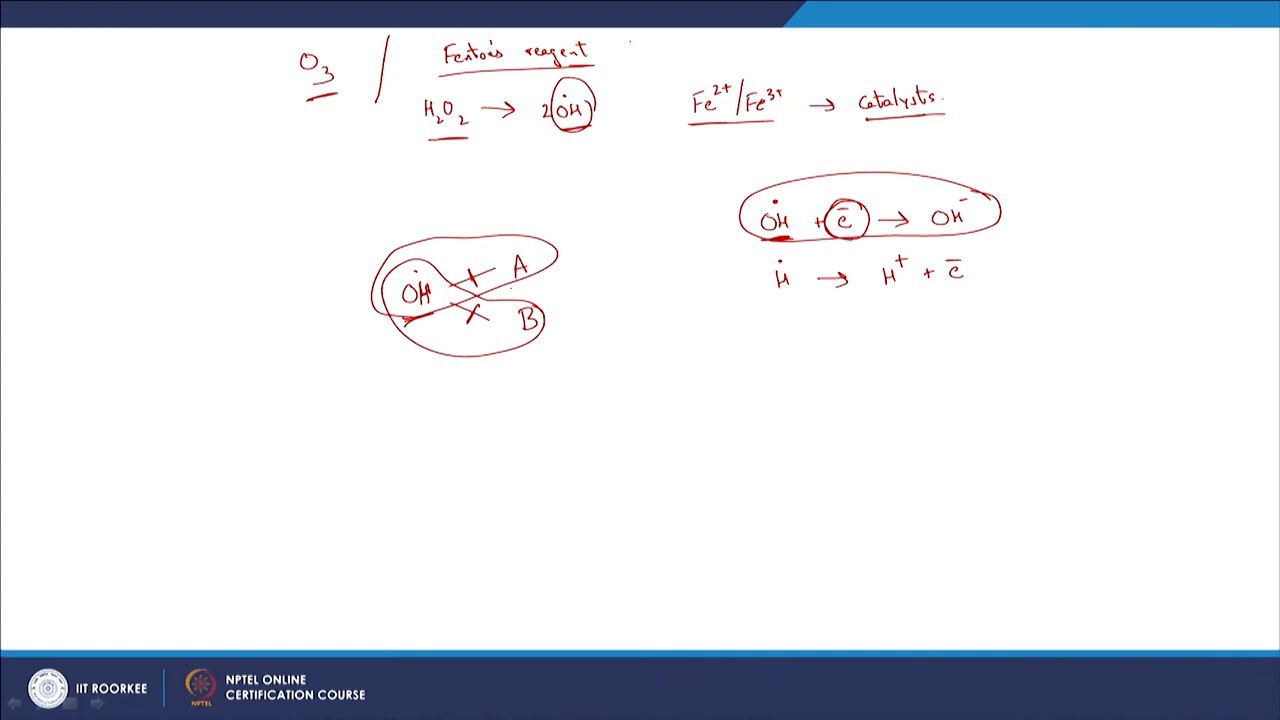 O₃ / Fenton's reagent
H₂O₂ → 2ȮH Fe²⁺/Fe³⁺ → Catalysts.
ȮH + e⁻ → OH⁻
Ḣ → H⁺ + e⁻
ȮH + A
+ B
IIT ROORKEE
NPTEL ONLINE
CERTIFICATION COURSE
NPTEL